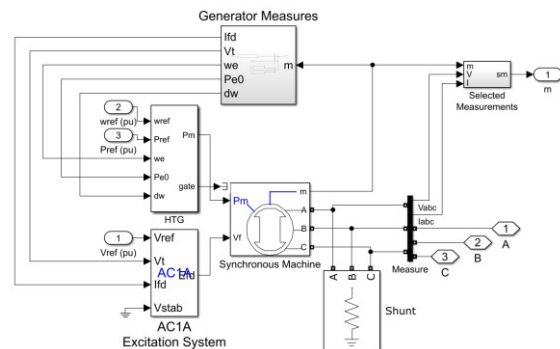 Generator Measures
Ifd
Vt
we
Pe0
dw
m
m
V
I
sm
1
m
Selected
Measurements
2
wref (pu)
3
Pref (pu)
wref
Pref
we
Pe0
dw
Pm
gate
HTG
Pm
Vf
m
A
B
C
Synchronous Machine
Vabc
Iabc
Measure
1
A
2
B
3
C
1
Vref (pu)
Vref
Vt
Ifd
Vstab
AC1A
Efd
AC1A
Excitation System
A
B
C
Shunt